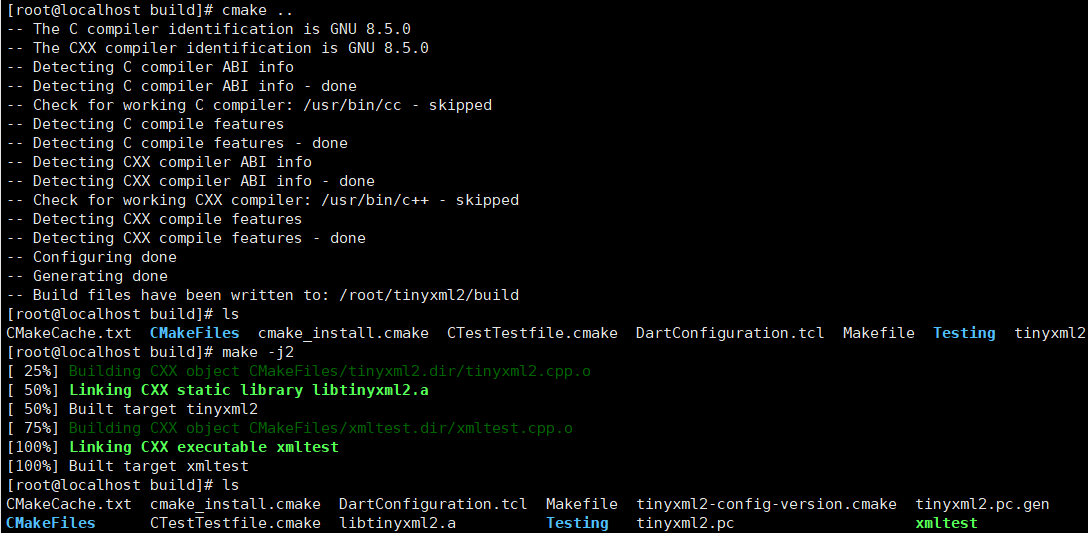 [root@localhost build]# cmake ..
-- The C compiler identification is GNU 8.5.0
-- The CXX compiler identification is GNU 8.5.0
-- Detecting C compiler ABI info
-- Detecting C compiler ABI info - done
-- Check for working C compiler: /usr/bin/cc - skipped
-- Detecting C compile features
-- Detecting C compile features - done
-- Detecting CXX compiler ABI info
-- Detecting CXX compiler ABI info - done
-- Check for working CXX compiler: /usr/bin/c++ - skipped
-- Detecting CXX compile features
-- Detecting CXX compile features - done
-- Configuring done
-- Generating done
-- Build files have been written to: /root/tinyxml2/build
[root@localhost build]# ls
CMakeCache.txt  CMakeFiles  cmake_install.cmake  CTestTestfile.cmake  DartConfiguration.tcl  Makefile  Testing  tinyxml2
[root@localhost build]# make -j2
[ 25%] Building CXX object CMakeFiles/tinyxml2.dir/tinyxml2.cpp.o
[ 50%] Linking CXX static library libtinyxml2.a
[ 50%] Built target tinyxml2
[ 75%] Building CXX object CMakeFiles/xmltest.dir/xmltest.cpp.o
[100%] Linking CXX executable xmltest
[100%] Built target xmltest
[root@localhost build]# ls
CMakeCache.txt  cmake_install.cmake  DartConfiguration.tcl  Makefile  tinyxml2-config-version.cmake  tinyxml2.pc.gen
CMakeFiles      CTestTestfile.cmake  libtinyxml2.a          Testing   tinyxml2.pc                    xmltest